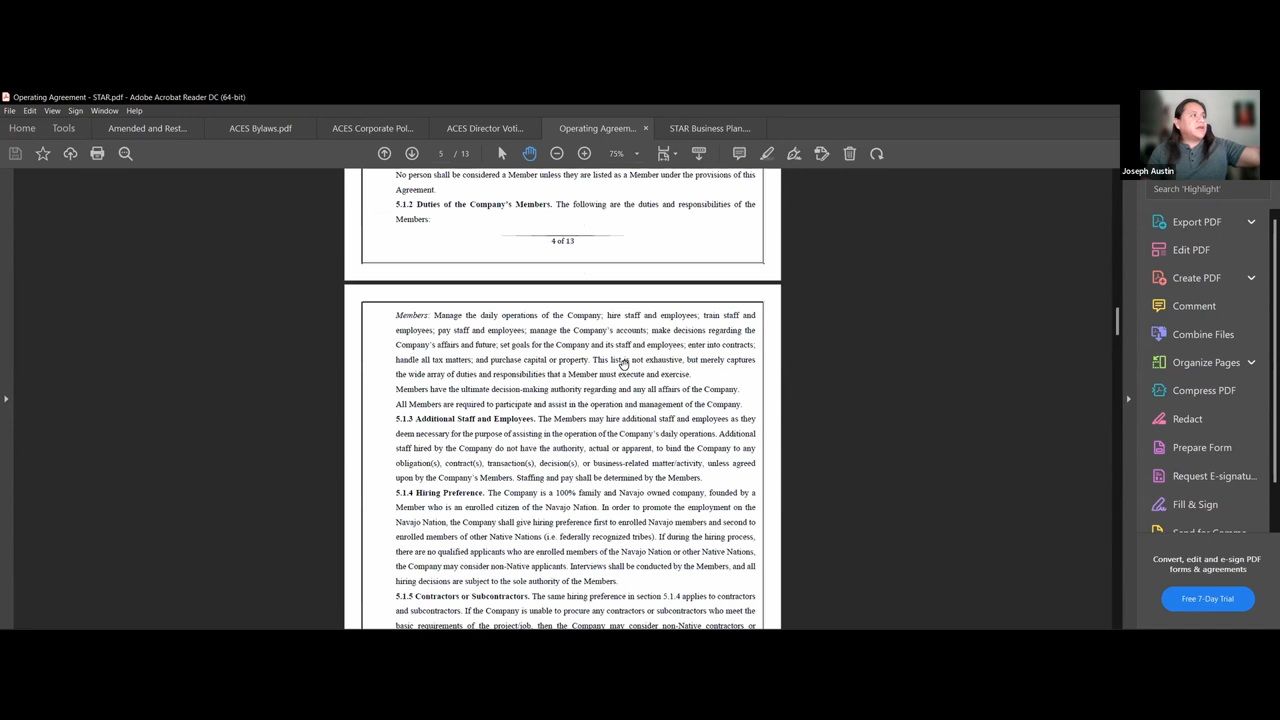 Operating Agreement - STAR.pdf - Adobe Acrobat Reader DC (64-bit)
File Edit View Sign Window Help
Home Tools Amended and Rest... ACES Bylaws.pdf ACES Corporate Pol... ACES Director Voti... Operating Agreem... × STAR Business Plan....
5 / 13 75%
Joseph Austin
No person shall be considered a Member unless they are listed as a Member under the provisions of this
Agreement.
5.1.2 Duties of the Company's Members. The following are the duties and responsibilities of the
Members:
4 of 13
Members: Manage the daily operations of the Company; hire staff and employees; train staff and
employees; pay staff and employees; manage the Company's accounts; make decisions regarding the
Company's affairs and future; set goals for the Company and its staff and employees; enter into contracts;
handle all tax matters; and purchase capital or property. This list is not exhaustive, but merely captures
the wide array of duties and responsibilities that a Member must execute and exercise.
Members have the ultimate decision-making authority regarding and any all affairs of the Company.
All Members are required to participate and assist in the operation and management of the Company.
5.1.3 Additional Staff and Employees. The Members may hire additional staff and employees as they
deem necessary for the purpose of assisting in the operation of the Company's daily operations. Additional
staff hired by the Company do not have the authority, actual or apparent, to bind the Company to any
obligation(s), contract(s), transaction(s), decision(s), or business-related matter/activity, unless agreed
upon by the Company's Members. Staffing and pay shall be determined by the Members.
5.1.4 Hiring Preference. The Company is a 100% family and Navajo owned company, founded by a
Member who is an enrolled citizen of the Navajo Nation. In order to promote the employment on the
Navajo Nation, the Company shall give hiring preference first to enrolled Navajo members and second to
enrolled members of other Native Nations (i.e. federally recognized tribes). If during the hiring process,
there are no qualified applicants who are enrolled members of the Navajo Nation or other Native Nations,
the Company may consider non-Native applicants. Interviews shall be conducted by the Members, and all
hiring decisions are subject to the sole authority of the Members.
5.1.5 Contractors or Subcontractors. The same hiring preference in section 5.1.4 applies to contractors
and subcontractors. If the Company is unable to procure any contractors or subcontractors who meet the
basic requirements of the project/job, then the Company may consider non-Native contractors or
Search 'Highlight'
Export PDF
Edit PDF
Create PDF
Comment
Combine Files
Organize Pages
Compress PDF
Redact
Prepare Form
Request E-signatu...
Fill & Sign
Send for Comme...
Convert, edit and e-sign PDF
forms & agreements
Free 7-Day Trial